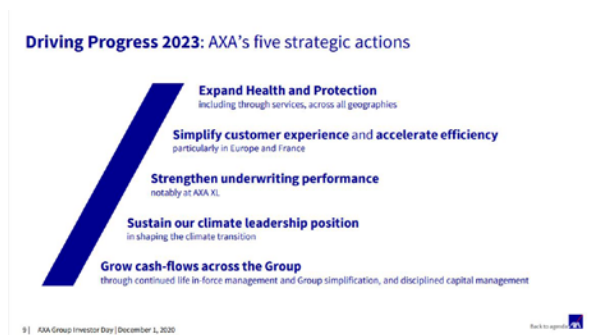 Driving Progress 2023: AXA's five strategic actions
Expand Health and Protection
including through services, across all geographies
Simplify customer experience and accelerate efficiency
particularly in Europe and France
Strengthen underwriting performance
notably at AXA XL
Sustain our climate leadership position
in shaping the climate transition
Grow cash-flows across the Group
through continued life in-force management and Group simplification, and disciplined capital management
9 | AXA Group Investor Day | December 1, 2020
Back to agenda
AXA